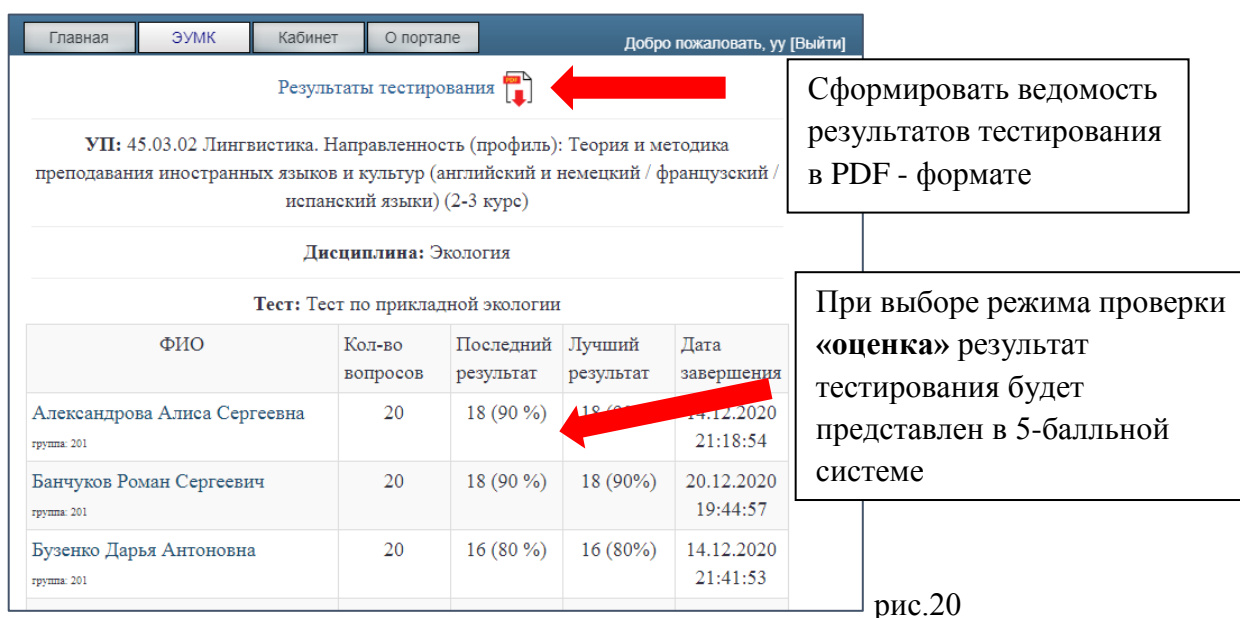 Главная ЭУМК Кабинет О портале
Добро пожаловать, уу [Выйти]
Результаты тестирования
PDF
Сформировать ведомость
результатов тестирования
в PDF - формате
УП: 45.03.02 Лингвистика. Направленность (профиль): Теория и методика
преподавания иностранных языков и культур (английский и немецкий / французский /
испанский языки) (2-3 курс)
Дисциплина: Экология
Тест: Тест по прикладной экологии
При выборе режима проверки
«оценка» результат
тестирования будет
представлен в 5-балльной
системе
ФИО Кол-во Последний Лучший Дата
вопросов результат результат завершения
Александрова Алиса Сергеевна 20 18 (90 %) 14.12.2020
группа: 201 21:18:54
Банчуков Роман Сергеевич 20 18 (90 %) 18 (90%) 20.12.2020
группа: 201 19:44:57
Бузенко Дарья Антоновна 20 16 (80 %) 16 (80%) 14.12.2020
группа: 201 21:41:53
рис.20